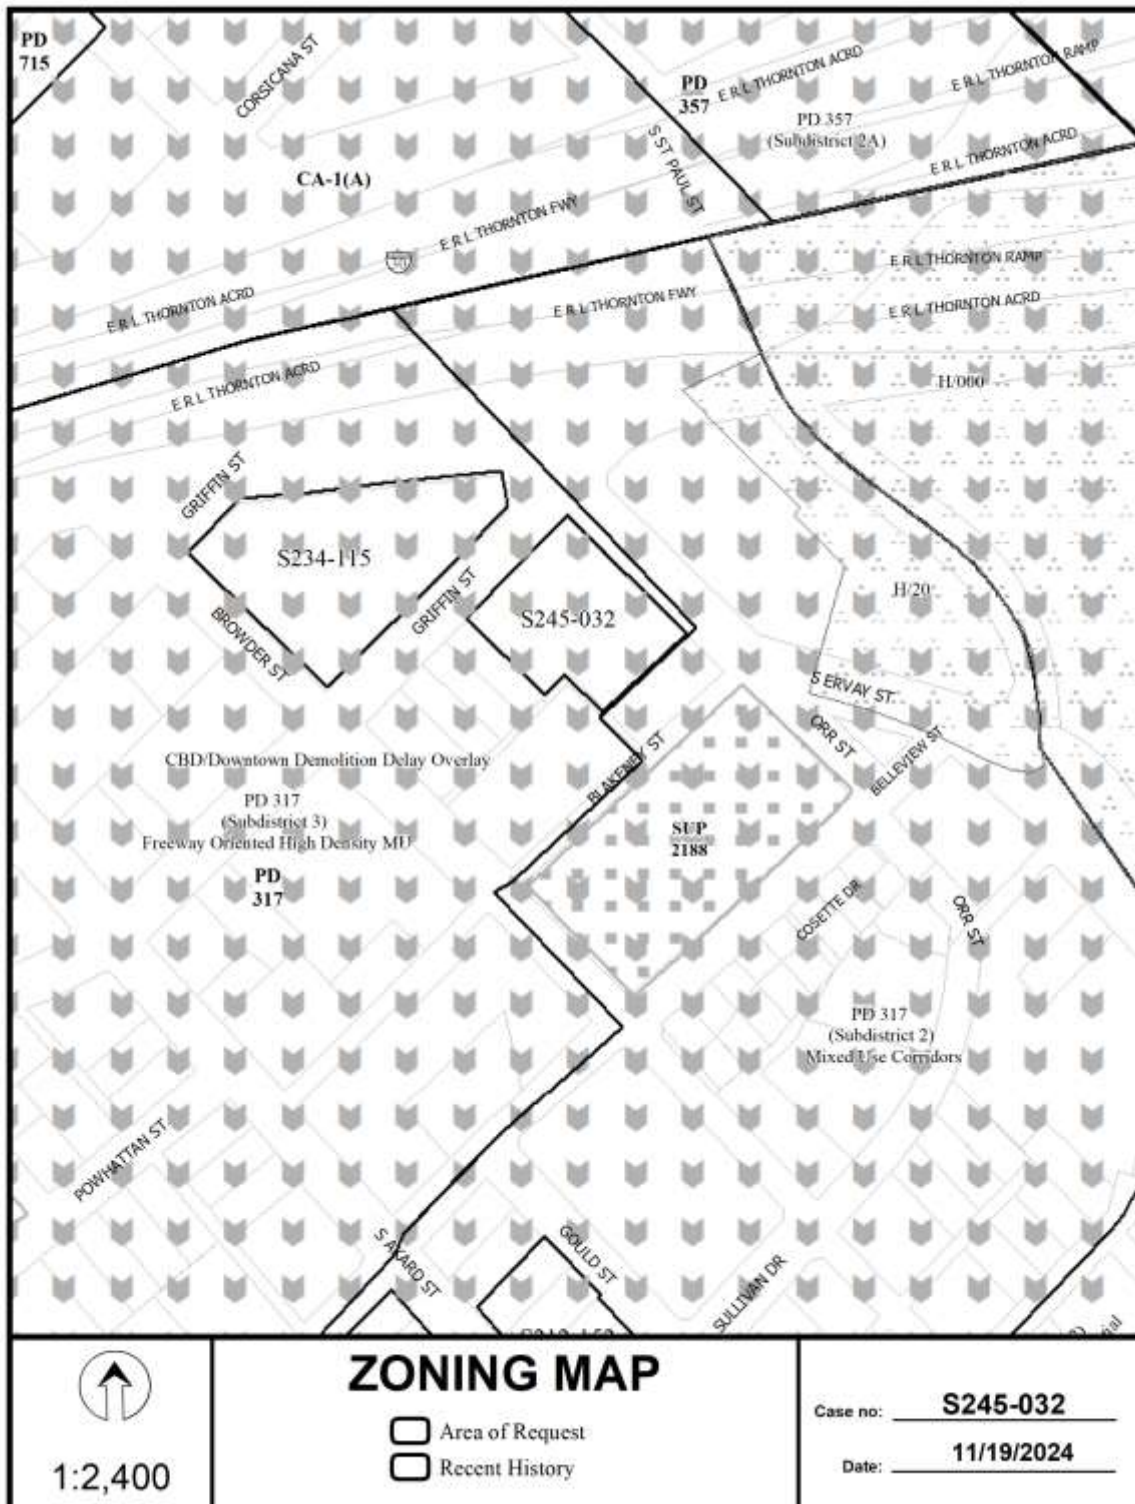 PD
715
CORSICANA ST
PD
357
E R L THORNTON ACRD
E R L THORNTON RAMP
PD 357
(Subdistrict 2A)
S ST PAUL ST
E R L THORNTON ACRD
CA-1(A)
E R L THORNTON FWY
E R L THORNTON RAMP
E R L THORNTON ACRD
E R L THORNTON FWY
E R L THORNTON ACRD
E R L THORNTON ACRD
H/000
GRIFFIN ST
S234-115
GRIFFIN ST
S245-032
H/20
BROWDER ST
S ERVAY ST
ORR ST
BELLEVIEW ST
BLAKENEY ST
CBD/Downtown Demolition Delay Overlay
PD 317
(Subdistrict 3)
Freeway Oriented High Density MU
PD
317
SUP
2188
COSETTE DR
ORR ST
PD 317
(Subdistrict 2)
Mixed Use Corridors
POWHATTAN ST
S AKARD ST
GOULD ST
SULLIVAN DR
1:2,400
ZONING MAP
Area of Request
Recent History
Case no: S245-032
Date: 11/19/2024